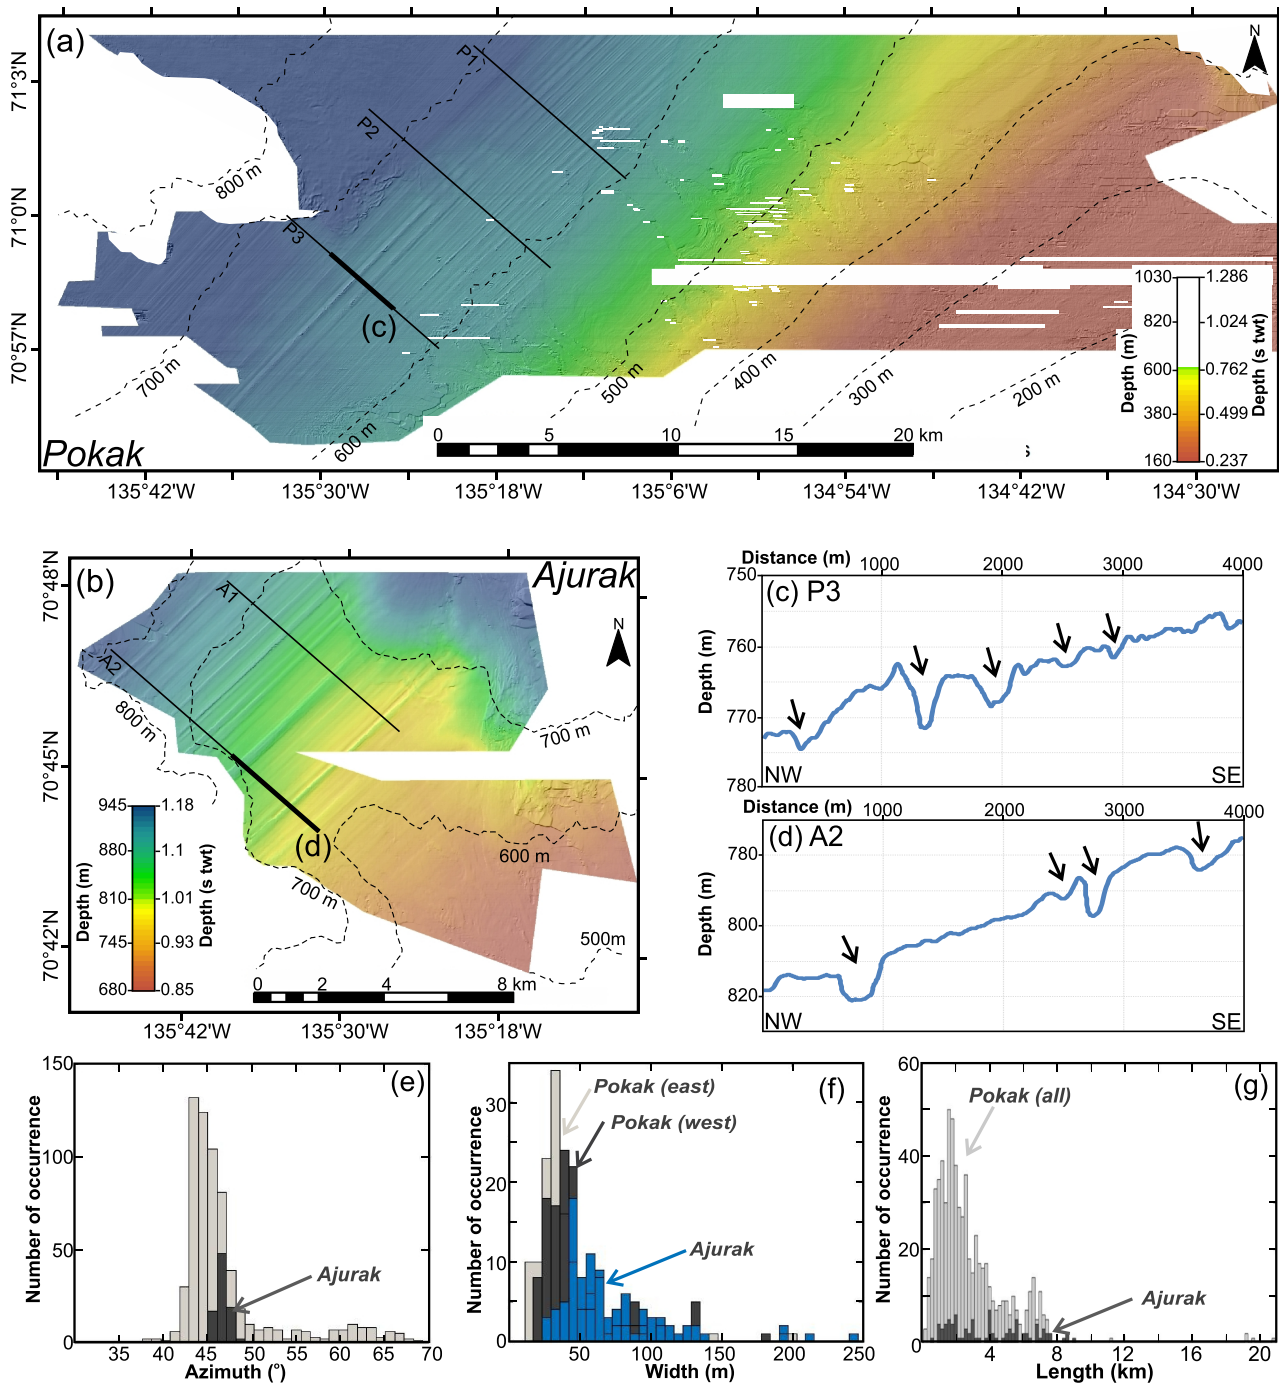 (a)
N
71°3'N
71°0'N
70°57'N
P1
P2
P3
(c)
800 m
700 m
600 m
500 m
400 m
300 m
200 m
Pokak
0 5 10 15 20 km
s
Depth (m)
Depth (s twt)
1030 1.286
820 1.024
600 0.762
380 0.499
160 0.237
135°42'W 135°30'W 135°18'W 135°6'W 134°54'W 134°42'W 134°30'W
(b)
Ajurak
N
70°48'N
70°45'N
70°42'N
A1
A2
(d)
800 m
700 m
700 m
600 m
500m
Depth (m)
Depth (s twt)
945 1.18
880 1.1
810 1.01
745 0.93
680 0.85
0 2 4 8 km
135°42'W 135°30'W 135°18'W
Distance (m) 1000 2000 3000 4000
(c) P3
Depth (m)
750
760
770
780
NW SE
Distance (m) 1000 2000 3000 4000
(d) A2
Depth (m)
780
800
820
NW SE
(e)
Number of occurrence
150
100
50
0
Ajurak
35 40 45 50 55 60 65 70
Azimuth (°)
(f)
Number of occurrence
30
20
10
0
Pokak (east)
Pokak (west)
Ajurak
50 100 150 200 250
Width (m)
(g)
Number of occurrence
60
40
20
0
Pokak (all)
Ajurak
4 8 12 16 20
Length (km)